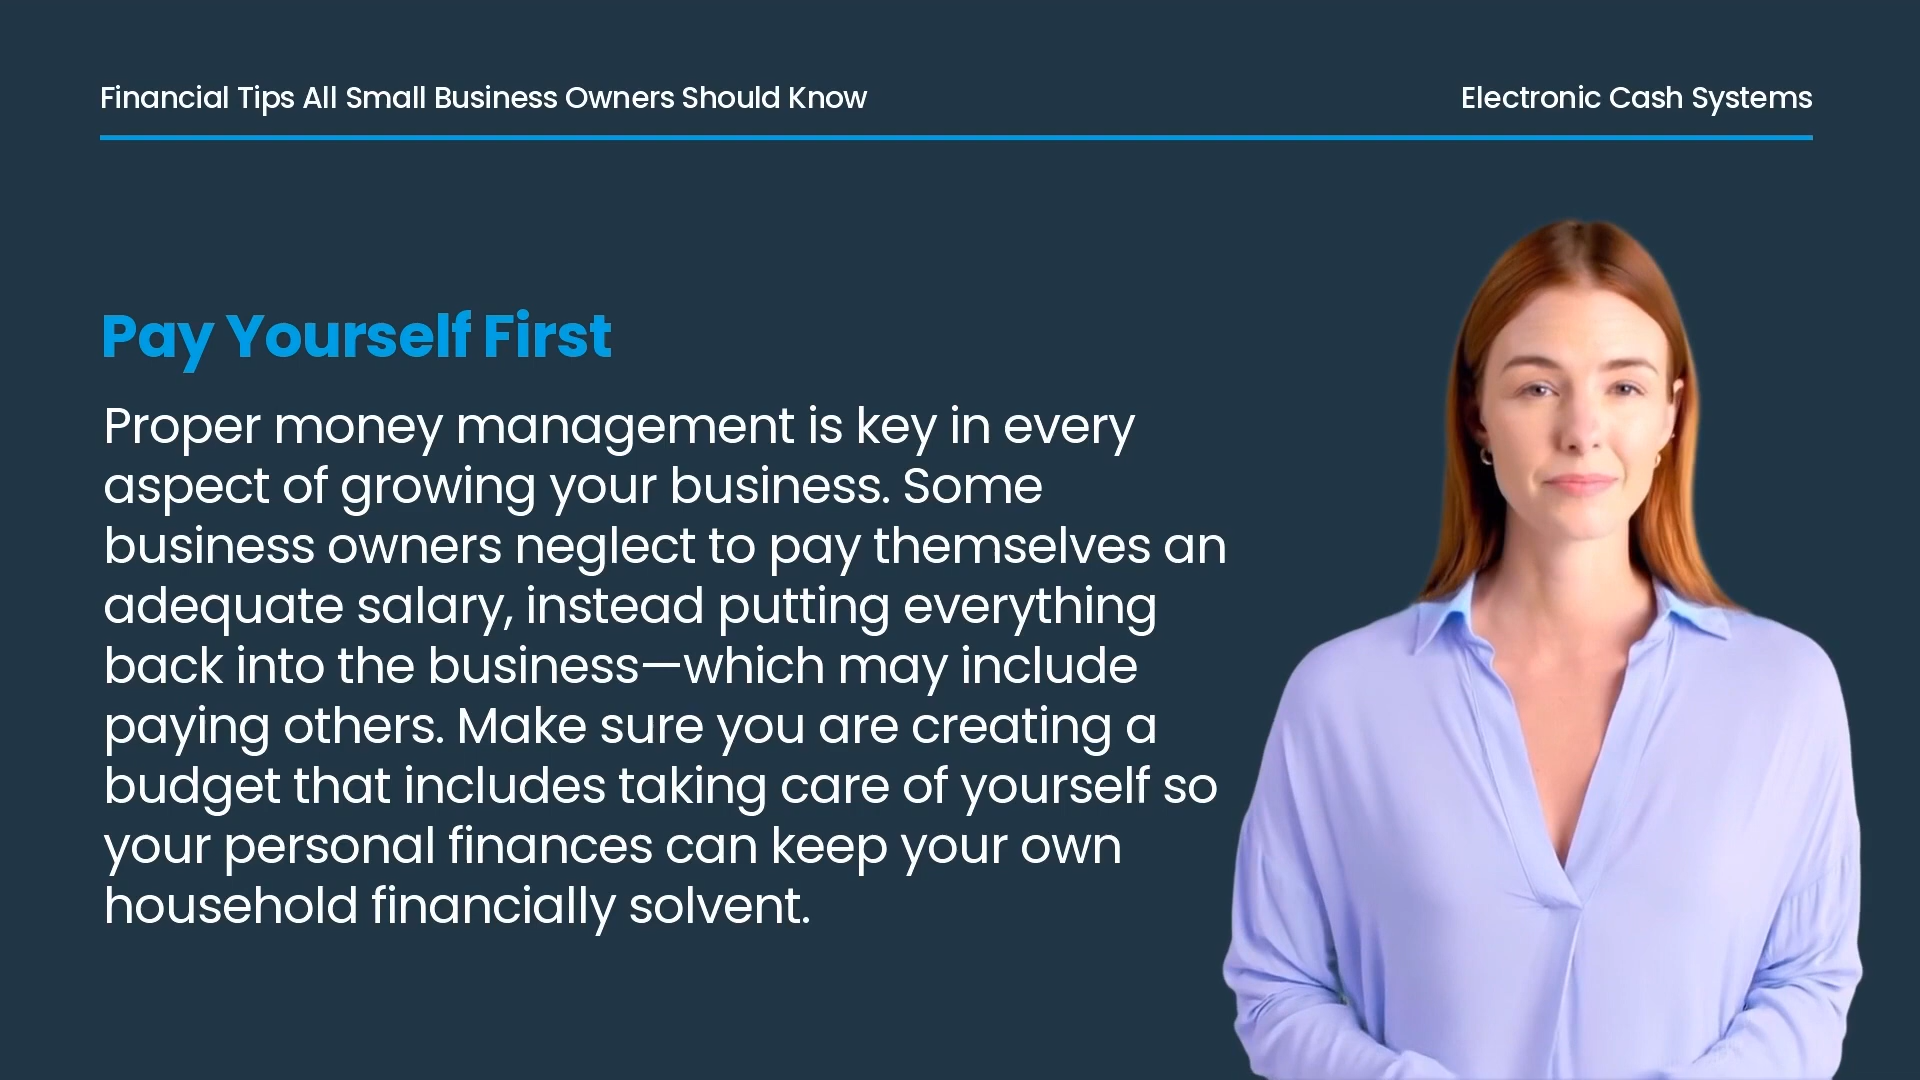 Financial Tips All Small Business Owners Should Know
Electronic Cash Systems
Pay Yourself First
Proper money management is key in every
aspect of growing your business. Some
business owners neglect to pay themselves an
adequate salary, instead putting everything
back into the business—which may include
paying others. Make sure you are creating a
budget that includes taking care of yourself so
your personal finances can keep your own
household financially solvent.